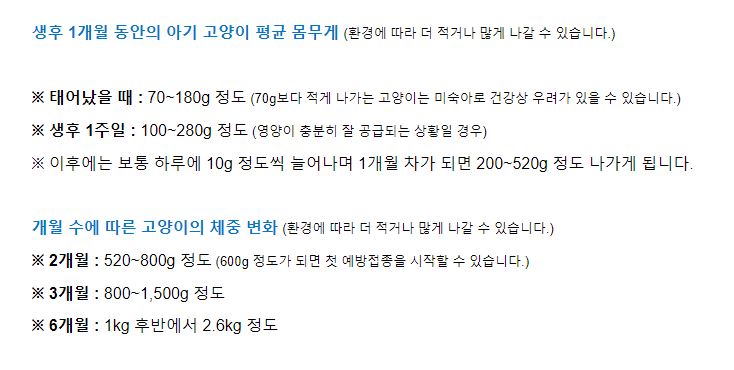 생후 1개월 동안의 아기 고양이 평균 몸무게 (환경에 따라 더 적거나 많게 나갈 수 있습니다.)
※ 태어났을 때 : 70~180g 정도 (70g보다 적게 나가는 고양이는 미숙아로 건강상 우려가 있을 수 있습니다.)
※ 생후 1주일 : 100~280g 정도 (영양이 충분히 잘 공급되는 상황일 경우)
※ 이후에는 보통 하루에 10g 정도씩 늘어나며 1개월 차가 되면 200~520g 정도 나가게 됩니다.
개월 수에 따른 고양이의 체중 변화 (환경에 따라 더 적거나 많게 나갈 수 있습니다.)
※ 2개월 : 520~800g 정도 (600g 정도가 되면 첫 예방접종을 시작할 수 있습니다.)
※ 3개월 : 800~1,500g 정도
※ 6개월 : 1kg 후반에서 2.6kg 정도